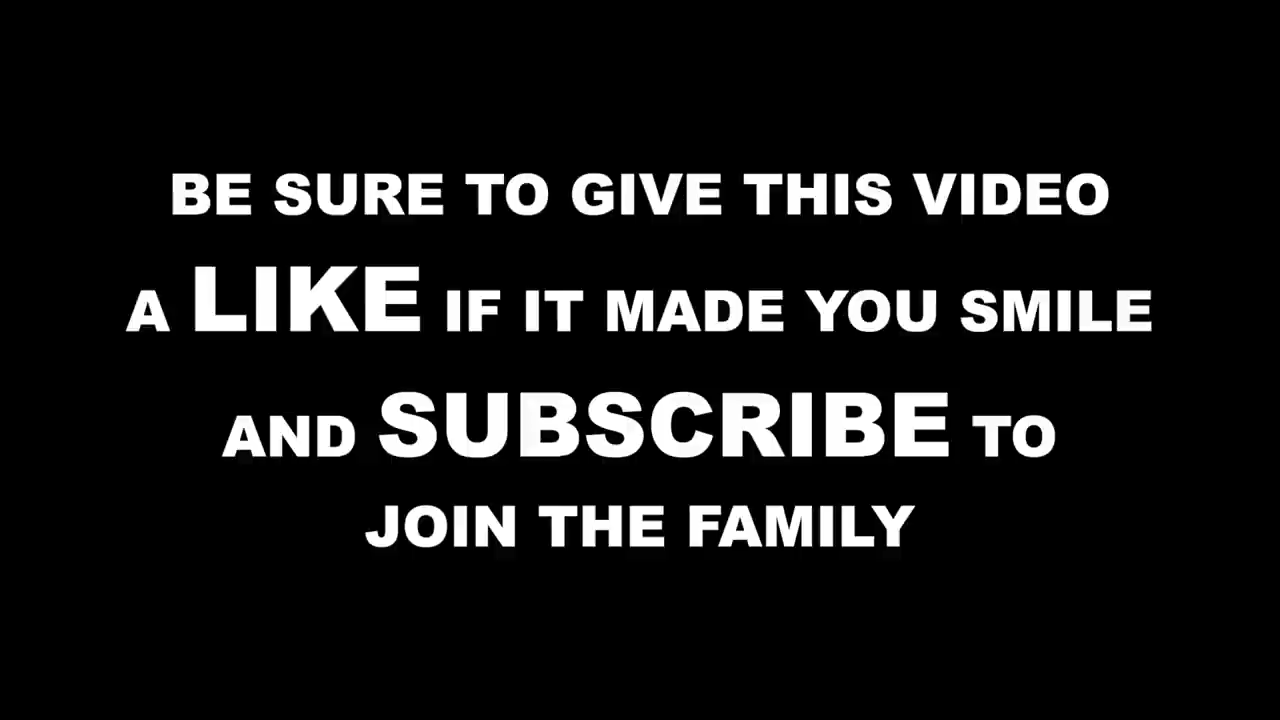 BE SURE TO GIVE THIS VIDEO
A LIKE IF IT MADE YOU SMILE
AND SUBSCRIBE TO
JOIN THE FAMILY